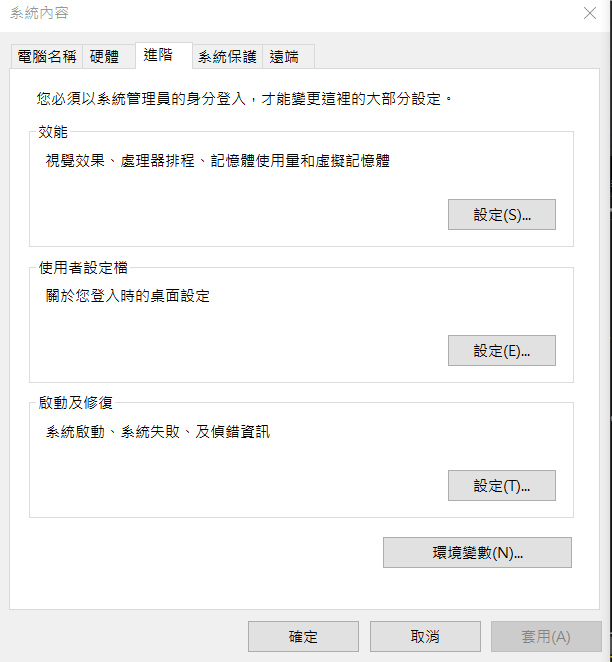 系統內容
電腦名稱 硬體 進階 系統保護 遠端
您必須以系統管理員的身分登入，才能變更這裡的大部分設定。
效能
視覺效果、處理器排程、記憶體使用量和虛擬記憶體
設定(S)...
使用者設定檔
關於您登入時的桌面設定
設定(E)...
啟動及修復
系統啟動、系統失敗、及偵錯資訊
設定(T)...
環境變數(N)...
確定 取消 套用(A)